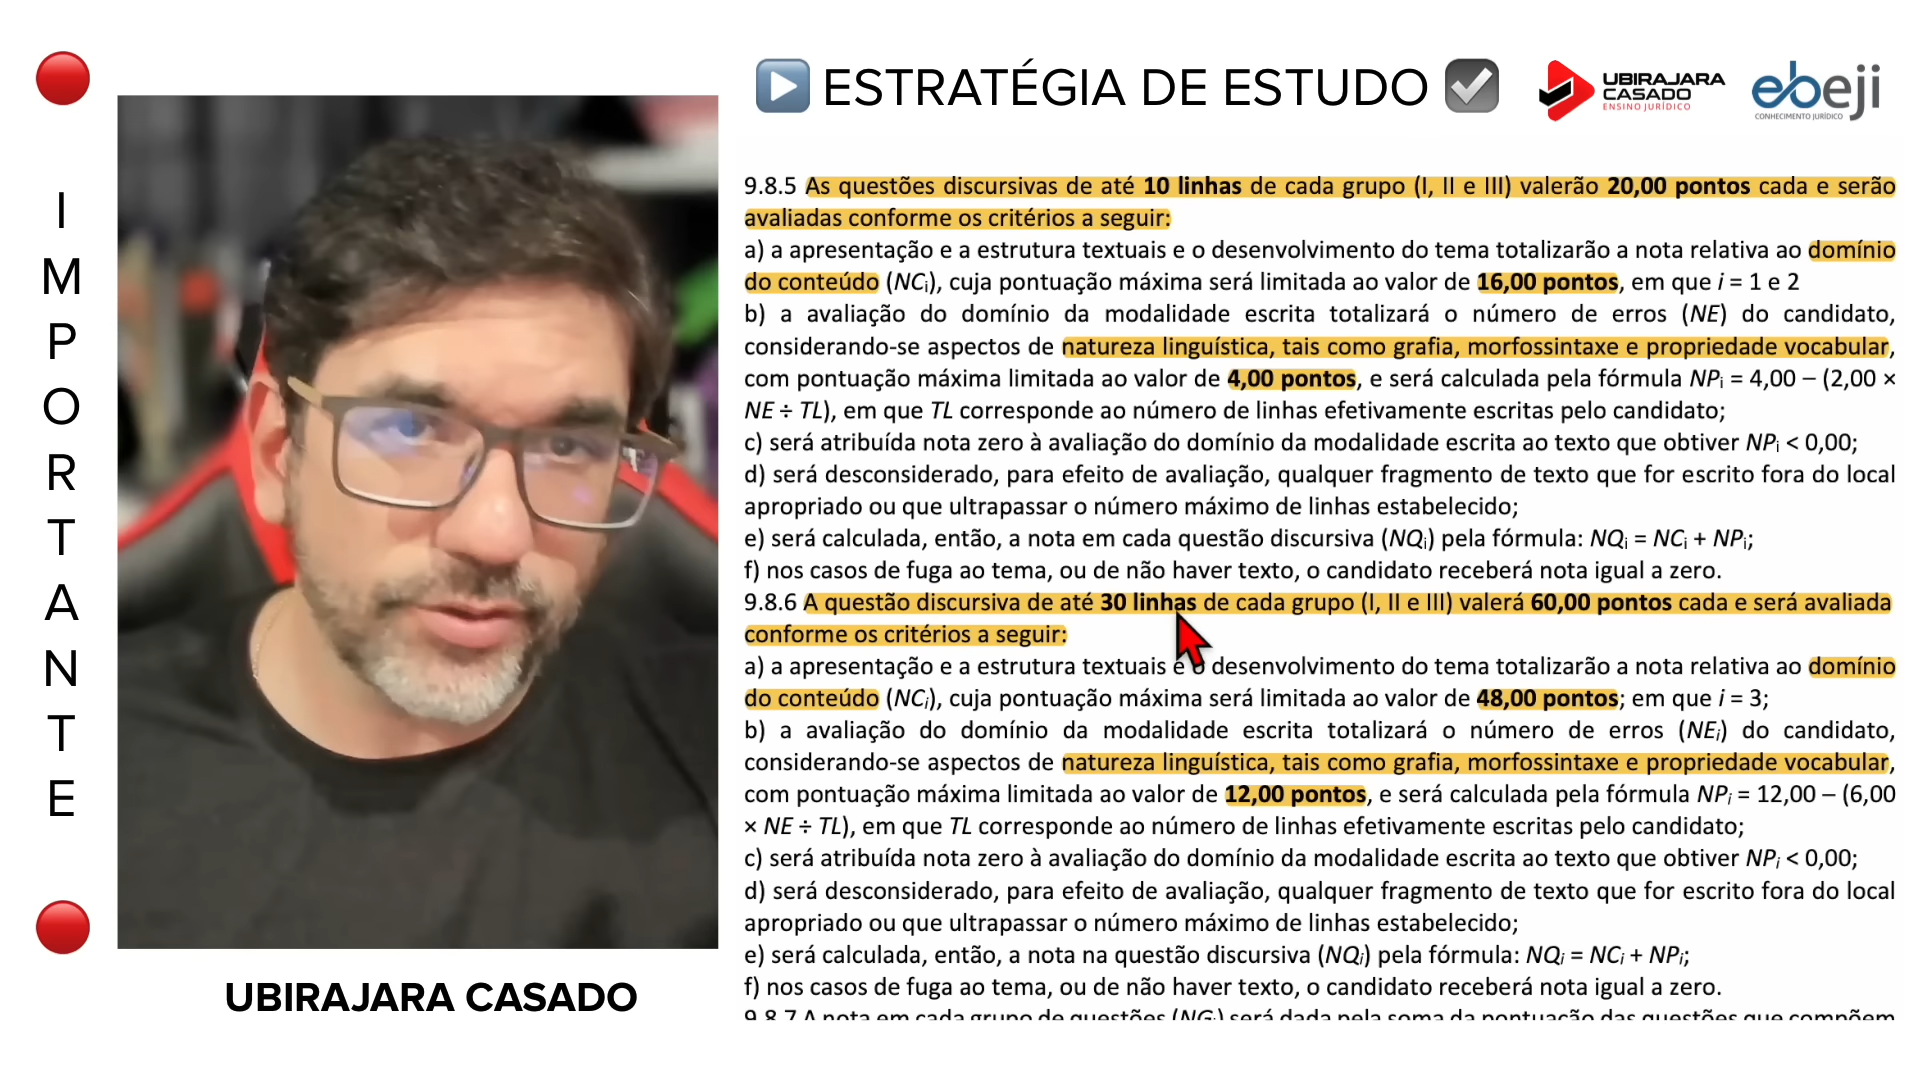 IMPORTANTE
UBIRAJARA CASADO
ESTRATÉGIA DE ESTUDO
UBIRAJARA
CASADO
ENSINO JURÍDICO
ebeji
CONHECIMENTO JURÍDICO
9.8.5 As questões discursivas de até 10 linhas de cada grupo (I, II e III) valerão 20,00 pontos cada e serão
avaliadas conforme os critérios a seguir:
a) a apresentação e a estrutura textuais e o desenvolvimento do tema totalizarão a nota relativa ao domínio
do conteúdo (NCi), cuja pontuação máxima será limitada ao valor de 16,00 pontos, em que i = 1 e 2
b) a avaliação do domínio da modalidade escrita totalizará o número de erros (NE) do candidato,
considerando-se aspectos de natureza linguística, tais como grafia, morfossintaxe e propriedade vocabular,
com pontuação máxima limitada ao valor de 4,00 pontos, e será calculada pela fórmula NPi = 4,00 – (2,00 ×
NE ÷ TL), em que TL corresponde ao número de linhas efetivamente escritas pelo candidato;
c) será atribuída nota zero à avaliação do domínio da modalidade escrita ao texto que obtiver NPi < 0,00;
d) será desconsiderado, para efeito de avaliação, qualquer fragmento de texto que for escrito fora do local
apropriado ou que ultrapassar o número máximo de linhas estabelecido;
e) será calculada, então, a nota em cada questão discursiva (NQi) pela fórmula: NQi = NCi + NPi;
f) nos casos de fuga ao tema, ou de não haver texto, o candidato receberá nota igual a zero.
9.8.6 A questão discursiva de até 30 linhas de cada grupo (I, II e III) valerá 60,00 pontos cada e será avaliada
conforme os critérios a seguir:
a) a apresentação e a estrutura textuais e o desenvolvimento do tema totalizarão a nota relativa ao domínio
do conteúdo (NCi), cuja pontuação máxima será limitada ao valor de 48,00 pontos; em que i = 3;
b) a avaliação do domínio da modalidade escrita totalizará o número de erros (NEi) do candidato,
considerando-se aspectos de natureza linguística, tais como grafia, morfossintaxe e propriedade vocabular,
com pontuação máxima limitada ao valor de 12,00 pontos, e será calculada pela fórmula NPi = 12,00 – (6,00
× NE ÷ TL), em que TL corresponde ao número de linhas efetivamente escritas pelo candidato;
c) será atribuída nota zero à avaliação do domínio da modalidade escrita ao texto que obtiver NPi < 0,00;
d) será desconsiderado, para efeito de avaliação, qualquer fragmento de texto que for escrito fora do local
apropriado ou que ultrapassar o número máximo de linhas estabelecido;
e) será calculada, então, a nota na questão discursiva (NQi) pela fórmula: NQi = NCi + NPi;
f) nos casos de fuga ao tema, ou de não haver texto, o candidato receberá nota igual a zero.
9.8.7 A nota em cada grupo de questões (NGi) será dada pela soma da pontuação das questões que compõem